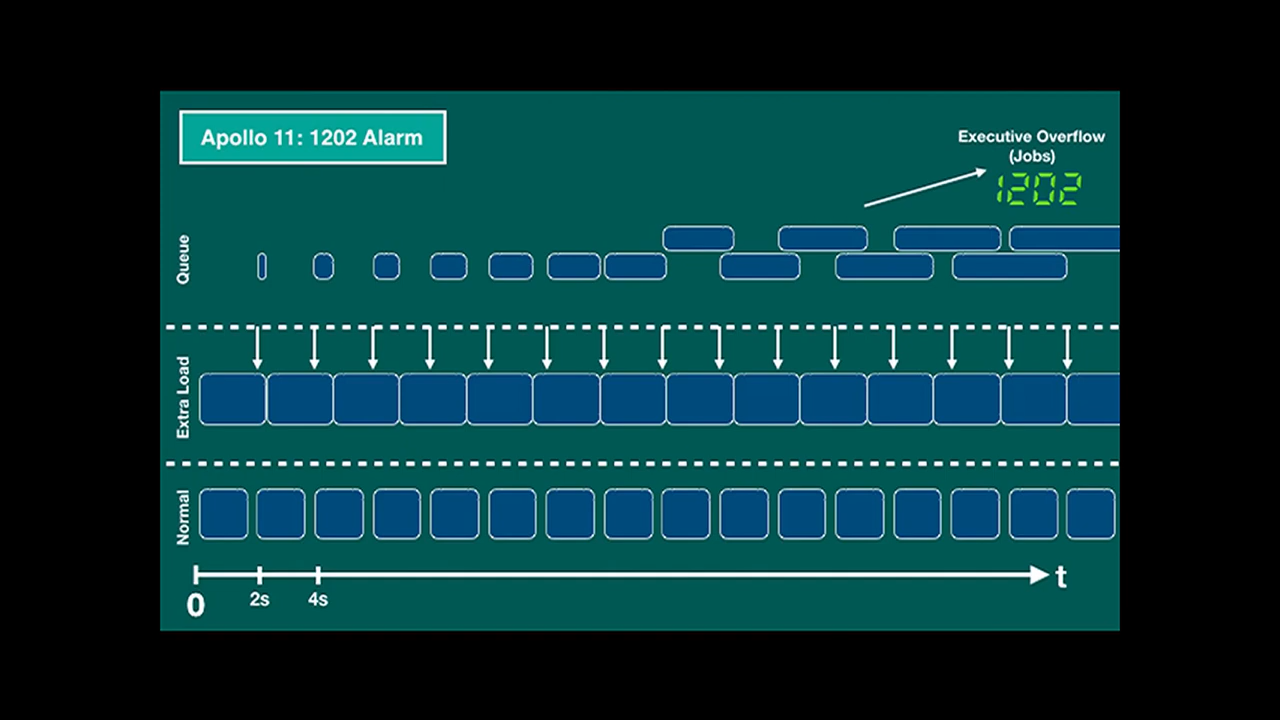 Apollo 11: 1202 Alarm
Executive Overflow
(Jobs)
1202
Queue
Extra Load
Normal
0
2s
4s
t